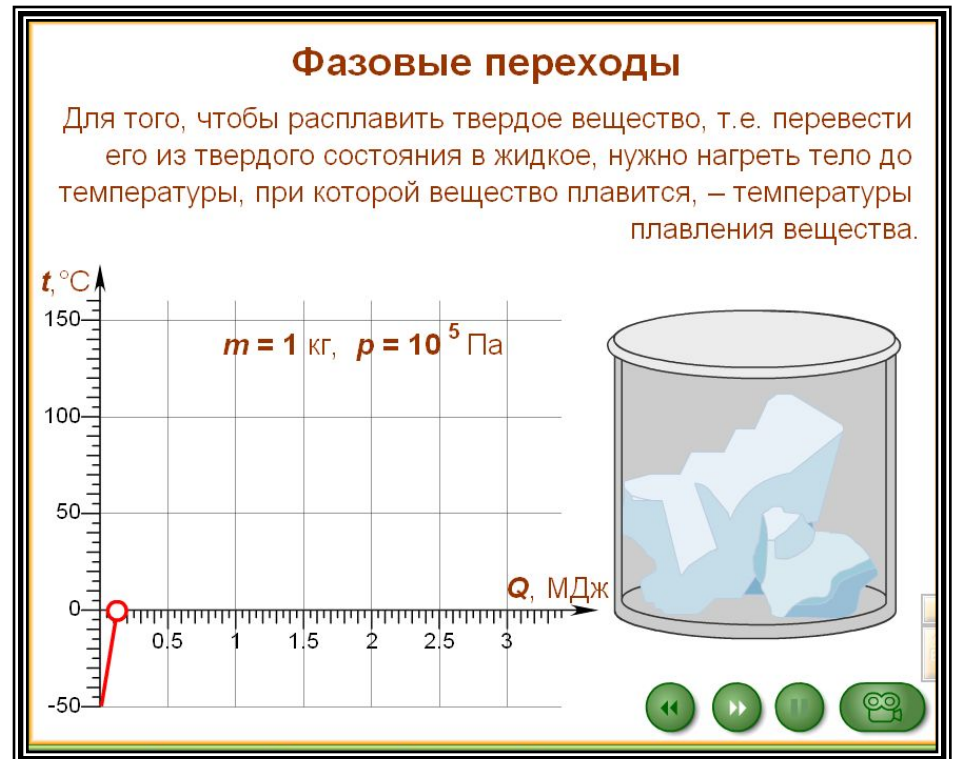 Фазовые переходы
Для того, чтобы расплавить твердое вещество, т.е. перевести
его из твердого состояния в жидкое, нужно нагреть тело до
температуры, при которой вещество плавится, – температуры
плавления вещества.
t,°C
150
m = 1 кг, p = 10⁵ Па
100
50
Q, МДж
0
0.5 1 1.5 2 2.5 3
-50